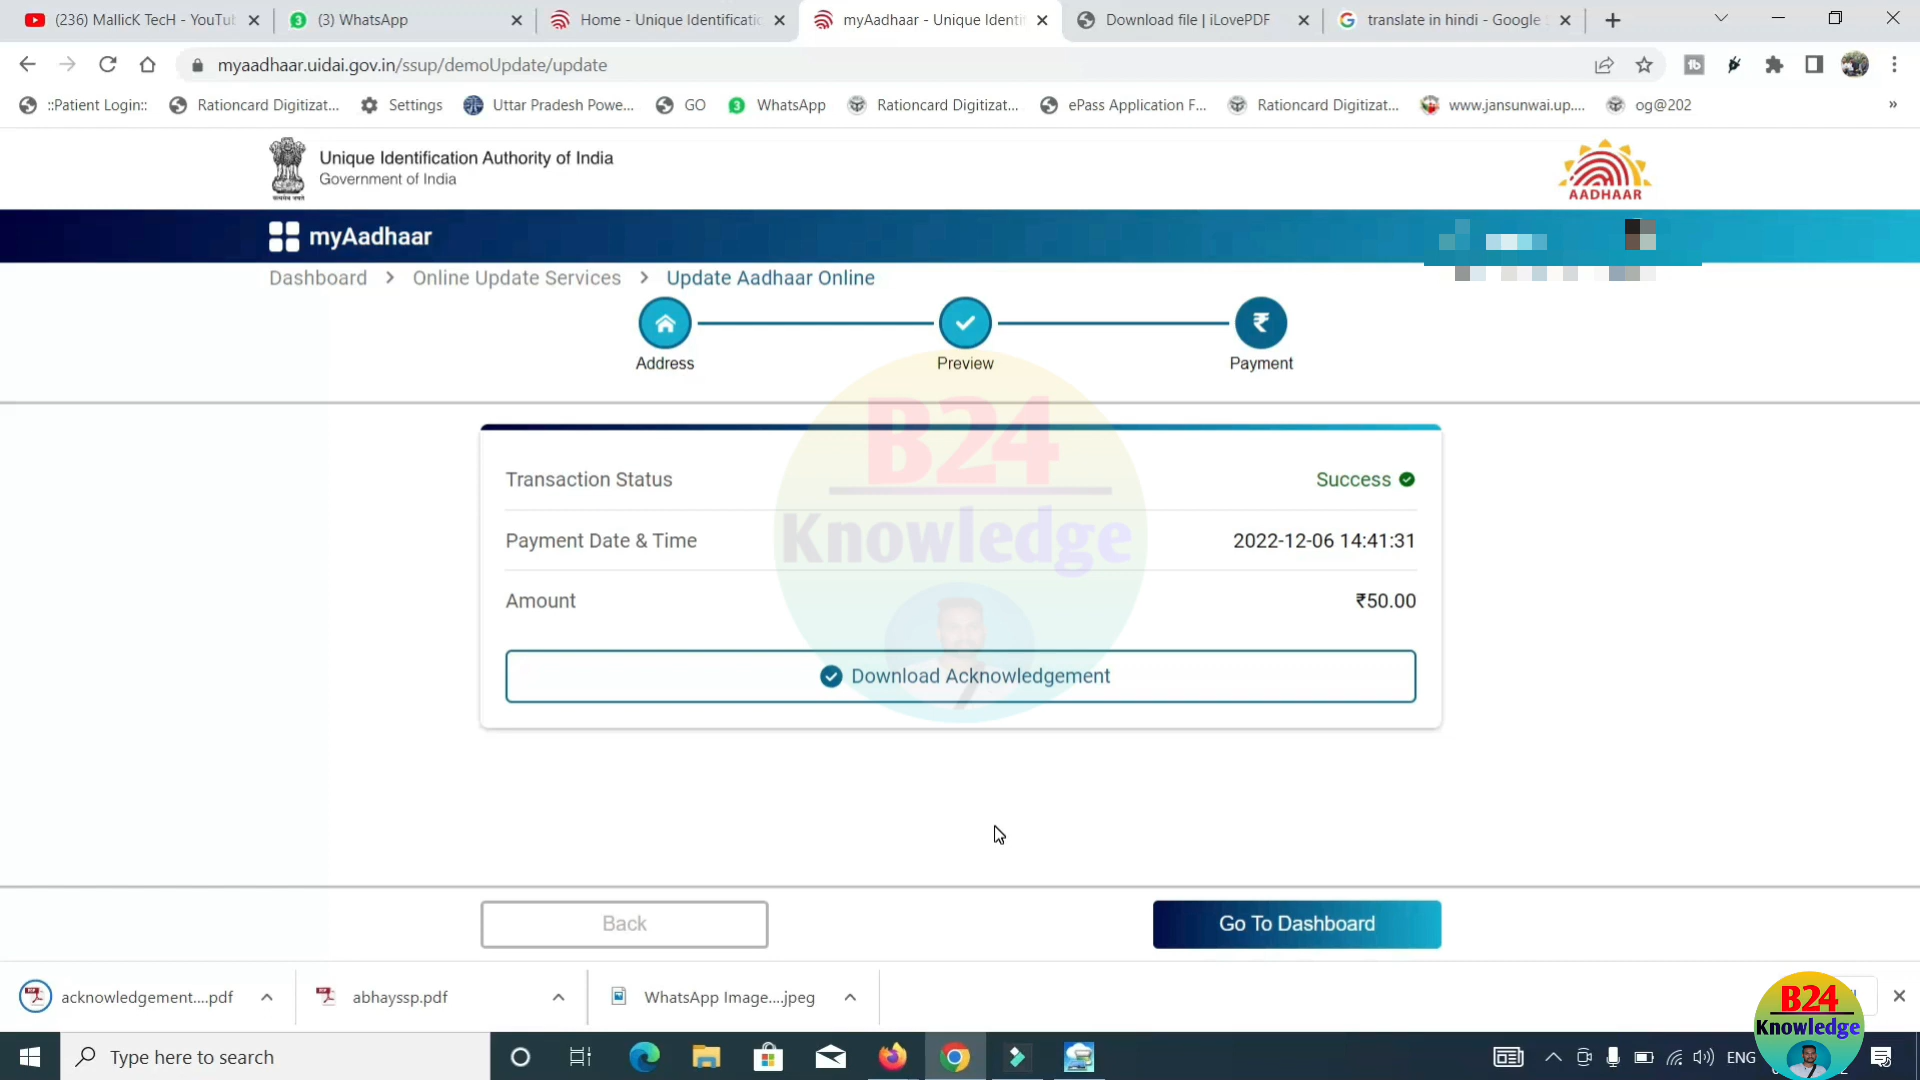 (236) MallicK TecH - YouTu
(3) WhatsApp
Home - Unique Identificatio
myAadhaar - Unique Identi
Download file | iLovePDF
translate in hindi - Google
myaadhaar.uidai.gov.in/ssup/demoUpdate/update
::Patient Login::
Rationcard Digitizat...
Settings
Uttar Pradesh Powe...
GO
WhatsApp
Rationcard Digitizat...
ePass Application F...
Rationcard Digitizat...
www.jansunwai.up....
og@202
»
Unique Identification Authority of India
Government of India
AADHAAR
myAadhaar
Dashboard > Online Update Services > Update Aadhaar Online
₹
Address
Preview
Payment
B24
Knowledge
Transaction Status
Success
Payment Date & Time
2022-12-06 14:41:31
Amount
₹50.00
Download Acknowledgement
Back
Go To Dashboard
acknowledgement....pdf
abhayssp.pdf
WhatsApp Image....jpeg
B24
Knowledge
Type here to search
ENG